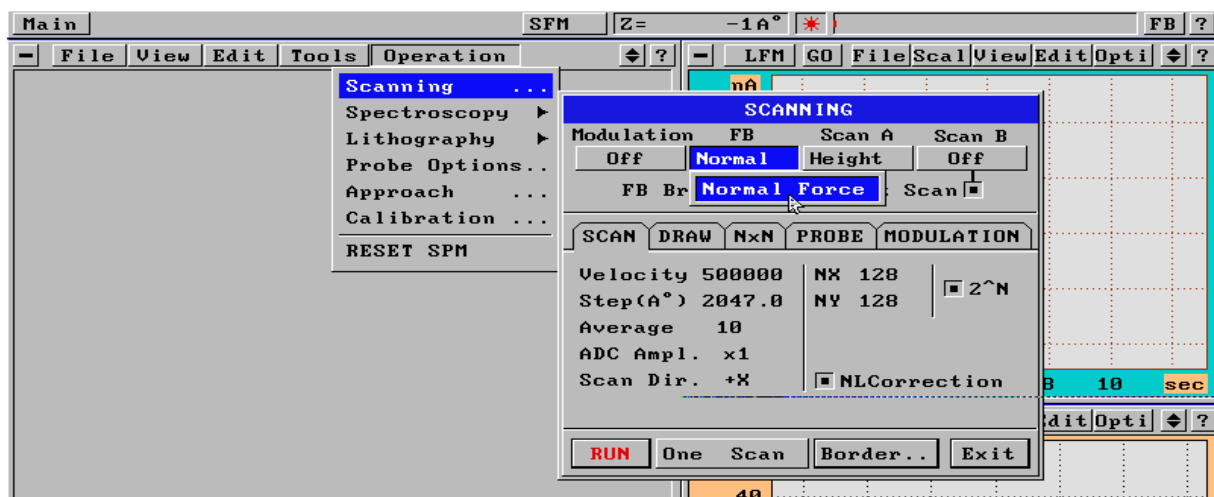 Main SFM Z= -1A° FB ?
File View Edit Tools Operation ? LFM GO File Scal View Edit Opti ?
Scanning ... nA
Spectroscopy
Lithography
Probe Options..
Approach ...
Calibration ...
RESET SPM
SCANNING
Modulation FB Scan A Scan B
Off Normal Height Off
FB Br Normal Force Scan
SCAN DRAW NxN PROBE MODULATION
Velocity 500000 NX 128
2^N
Step(A°) 2047.0 NY 128
Average 10
ADC Ampl. x1
Scan Dir. +X NLCorrection
8 10 sec
Edit Opti ?
RUN One Scan Border.. Exit
40